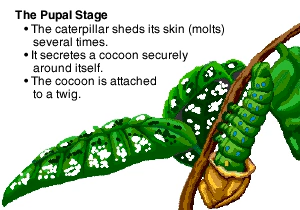 The Pupal Stage
• The caterpillar sheds its skin (molts)
several times.
• It secretes a cocoon securely
around itself.
• The cocoon is attached
to a twig.